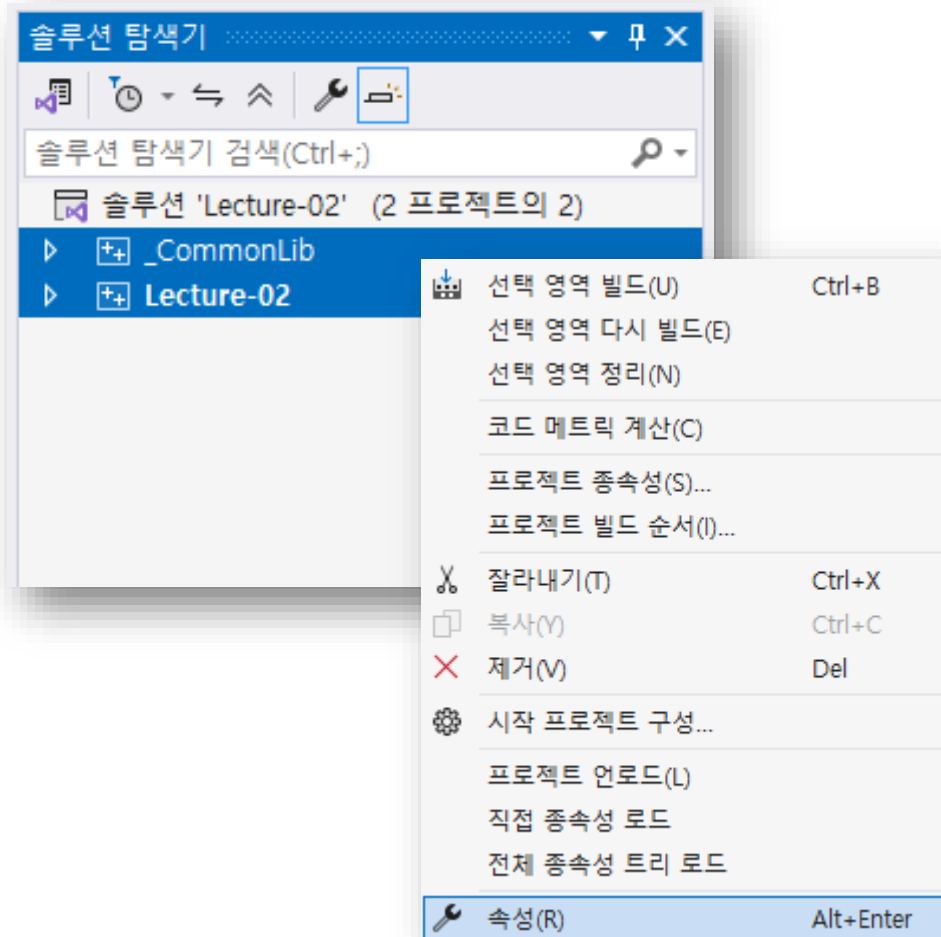 솔루션 탐색기
솔루션 탐색기 검색(Ctrl+;)
솔루션 'Lecture-02' (2 프로젝트의 2)
_CommonLib
Lecture-02
선택 영역 빌드(U) Ctrl+B
선택 영역 다시 빌드(E)
선택 영역 정리(N)
코드 메트릭 계산(C)
프로젝트 종속성(S)...
프로젝트 빌드 순서(I)...
잘라내기(T) Ctrl+X
복사(Y) Ctrl+C
제거(V) Del
시작 프로젝트 구성...
프로젝트 언로드(L)
직접 종속성 로드
전체 종속성 트리 로드
속성(R) Alt+Enter